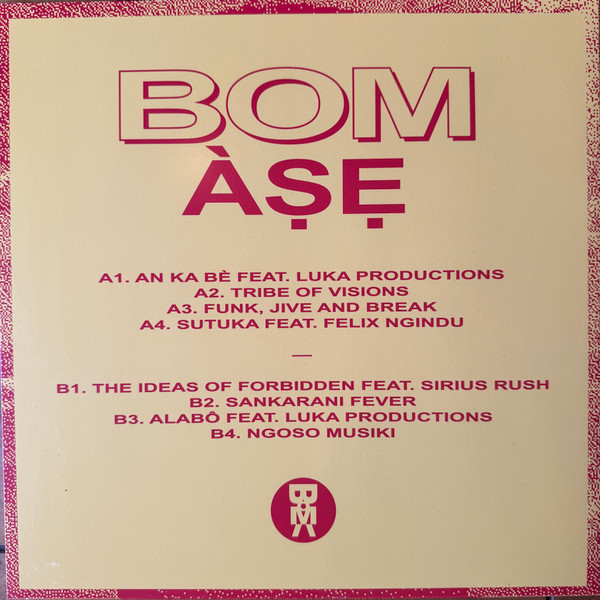 BOM
ÀṢẸ
A1. AN KA BÈ FEAT. LUKA PRODUCTIONS
A2. TRIBE OF VISIONS
A3. FUNK, JIVE AND BREAK
A4. SUTUKA FEAT. FELIX NGINDU
—
B1. THE IDEAS OF FORBIDDEN FEAT. SIRIUS RUSH
B2. SANKARANI FEVER
B3. ALABÔ FEAT. LUKA PRODUCTIONS
B4. NGOSO MUSIKI
BOM